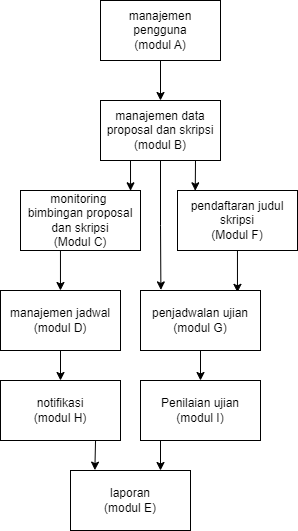 manajemen
pengguna
(modul A)
manajemen data
proposal dan skripsi
(modul B)
monitoring
bimbingan proposal
dan skripsi
(Modul C)
pendaftaran judul
skripsi
(Modul F)
manajemen jadwal
(modul D)
penjadwalan ujian
(modul G)
notifikasi
(modul H)
Penilaian ujian
(modul I)
laporan
(modul E)